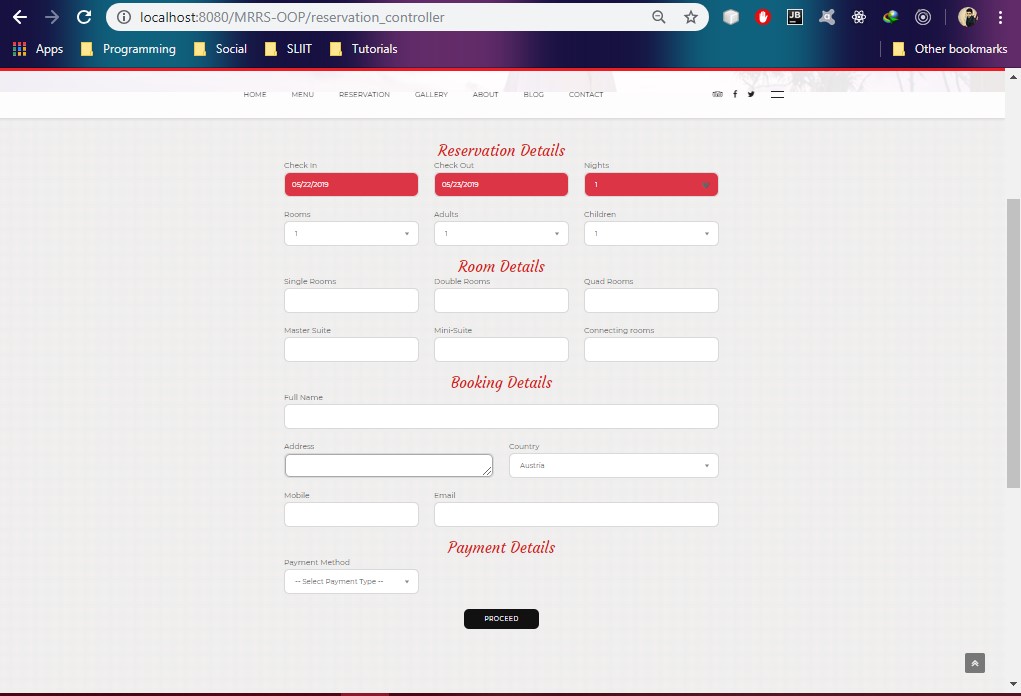 localhost:8080/MRRS-OOP/reservation_controller
JB
Apps Programming Social SLIIT Tutorials Other bookmarks
HOME MENU RESERVATION GALLERY ABOUT BLOG CONTACT
Reservation Details
Check In Check Out Nights
05/22/2019 05/23/2019 1
Rooms Adults Children
1 1 1
Room Details
Single Rooms Double Rooms Quad Rooms
Master Suite Mini-Suite Connecting rooms
Booking Details
Full Name
Address Country
Austria
Mobile Email
Payment Details
Payment Method
-- Select Payment Type --
PROCEED